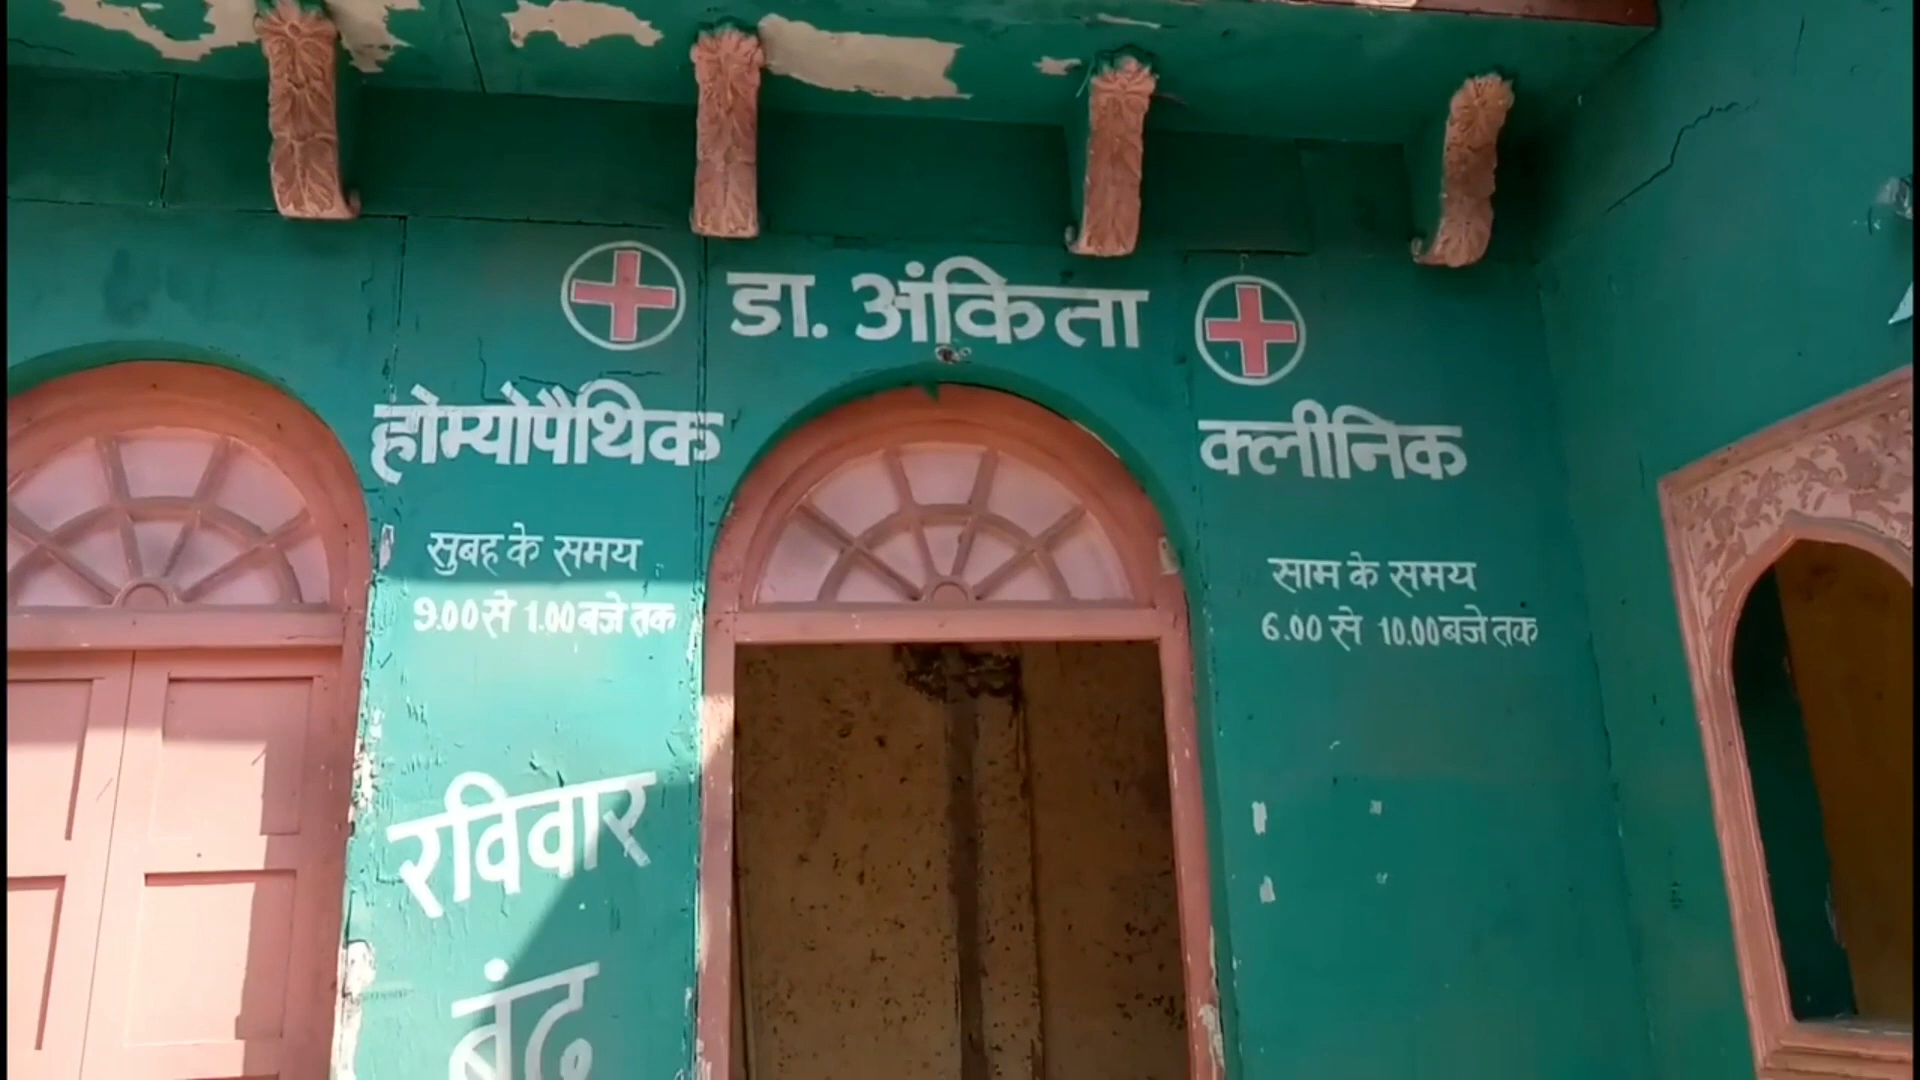 डा. अंकिता
होम्योपैथिक क्लीनिक
सुबह के समय
9.00 से 1.00 बजे तक
साम के समय
6.00 से 10.00 बजे तक
रविवार
बंद